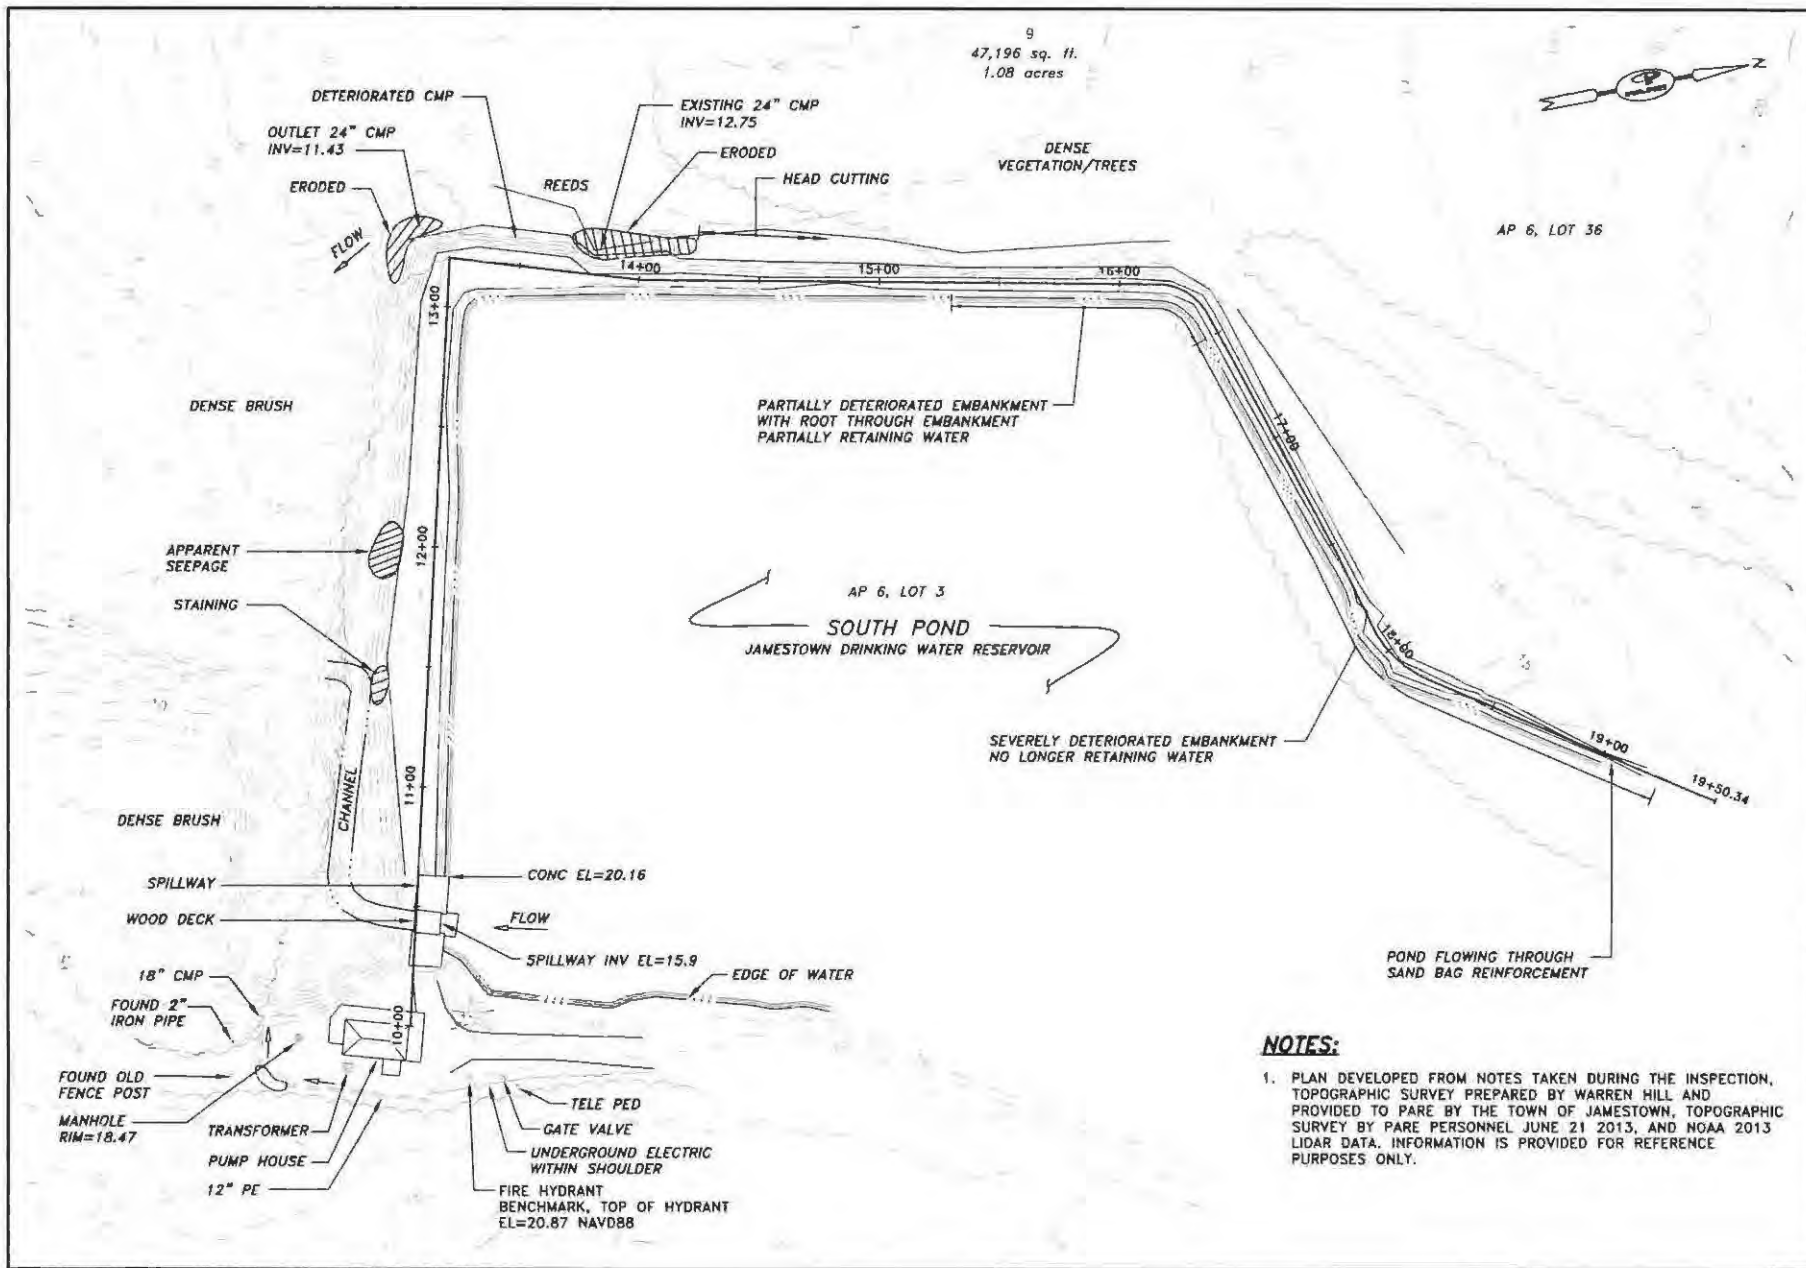 9
47,196 sq. ft.
1.08 acres
Z
DETERIORATED CMP
EXISTING 24" CMP
INV=12.75
OUTLET 24" CMP
INV=11.43
ERODED
DENSE
VEGETATION/TREES
ERODED
REEDS
HEAD CUTTING
AP 6, LOT 36
FLOW
14+00
15+00
16+00
13+00
DENSE BRUSH
PARTIALLY DETERIORATED EMBANKMENT
WITH ROOT THROUGH EMBANKMENT
PARTIALLY RETAINING WATER
17+00
APPARENT
SEEPAGE
12+00
STAINING
AP 6, LOT 3
SOUTH POND
JAMESTOWN DRINKING WATER RESERVOIR
18+00
SEVERELY DETERIORATED EMBANKMENT
NO LONGER RETAINING WATER
19+00
19+50.34
11+00
CHANNEL
DENSE BRUSH
SPILLWAY
CONC EL=20.16
WOOD DECK
FLOW
SPILLWAY INV EL=15.9
EDGE OF WATER
POND FLOWING THROUGH
SAND BAG REINFORCEMENT
18" CMP
FOUND 2"
IRON PIPE
10+00
FOUND OLD
FENCE POST
MANHOLE
RIM=18.47
TRANSFORMER
PUMP HOUSE
12" PE
TELE PED
GATE VALVE
UNDERGROUND ELECTRIC
WITHIN SHOULDER
FIRE HYDRANT
BENCHMARK, TOP OF HYDRANT
EL=20.87 NAVD88
NOTES:
1. PLAN DEVELOPED FROM NOTES TAKEN DURING THE INSPECTION,
TOPOGRAPHIC SURVEY PREPARED BY WARREN HILL AND
PROVIDED TO PARE BY THE TOWN OF JAMESTOWN, TOPOGRAPHIC
SURVEY BY PARE PERSONNEL JUNE 21 2013, AND NOAA 2013
LIDAR DATA. INFORMATION IS PROVIDED FOR REFERENCE
PURPOSES ONLY.